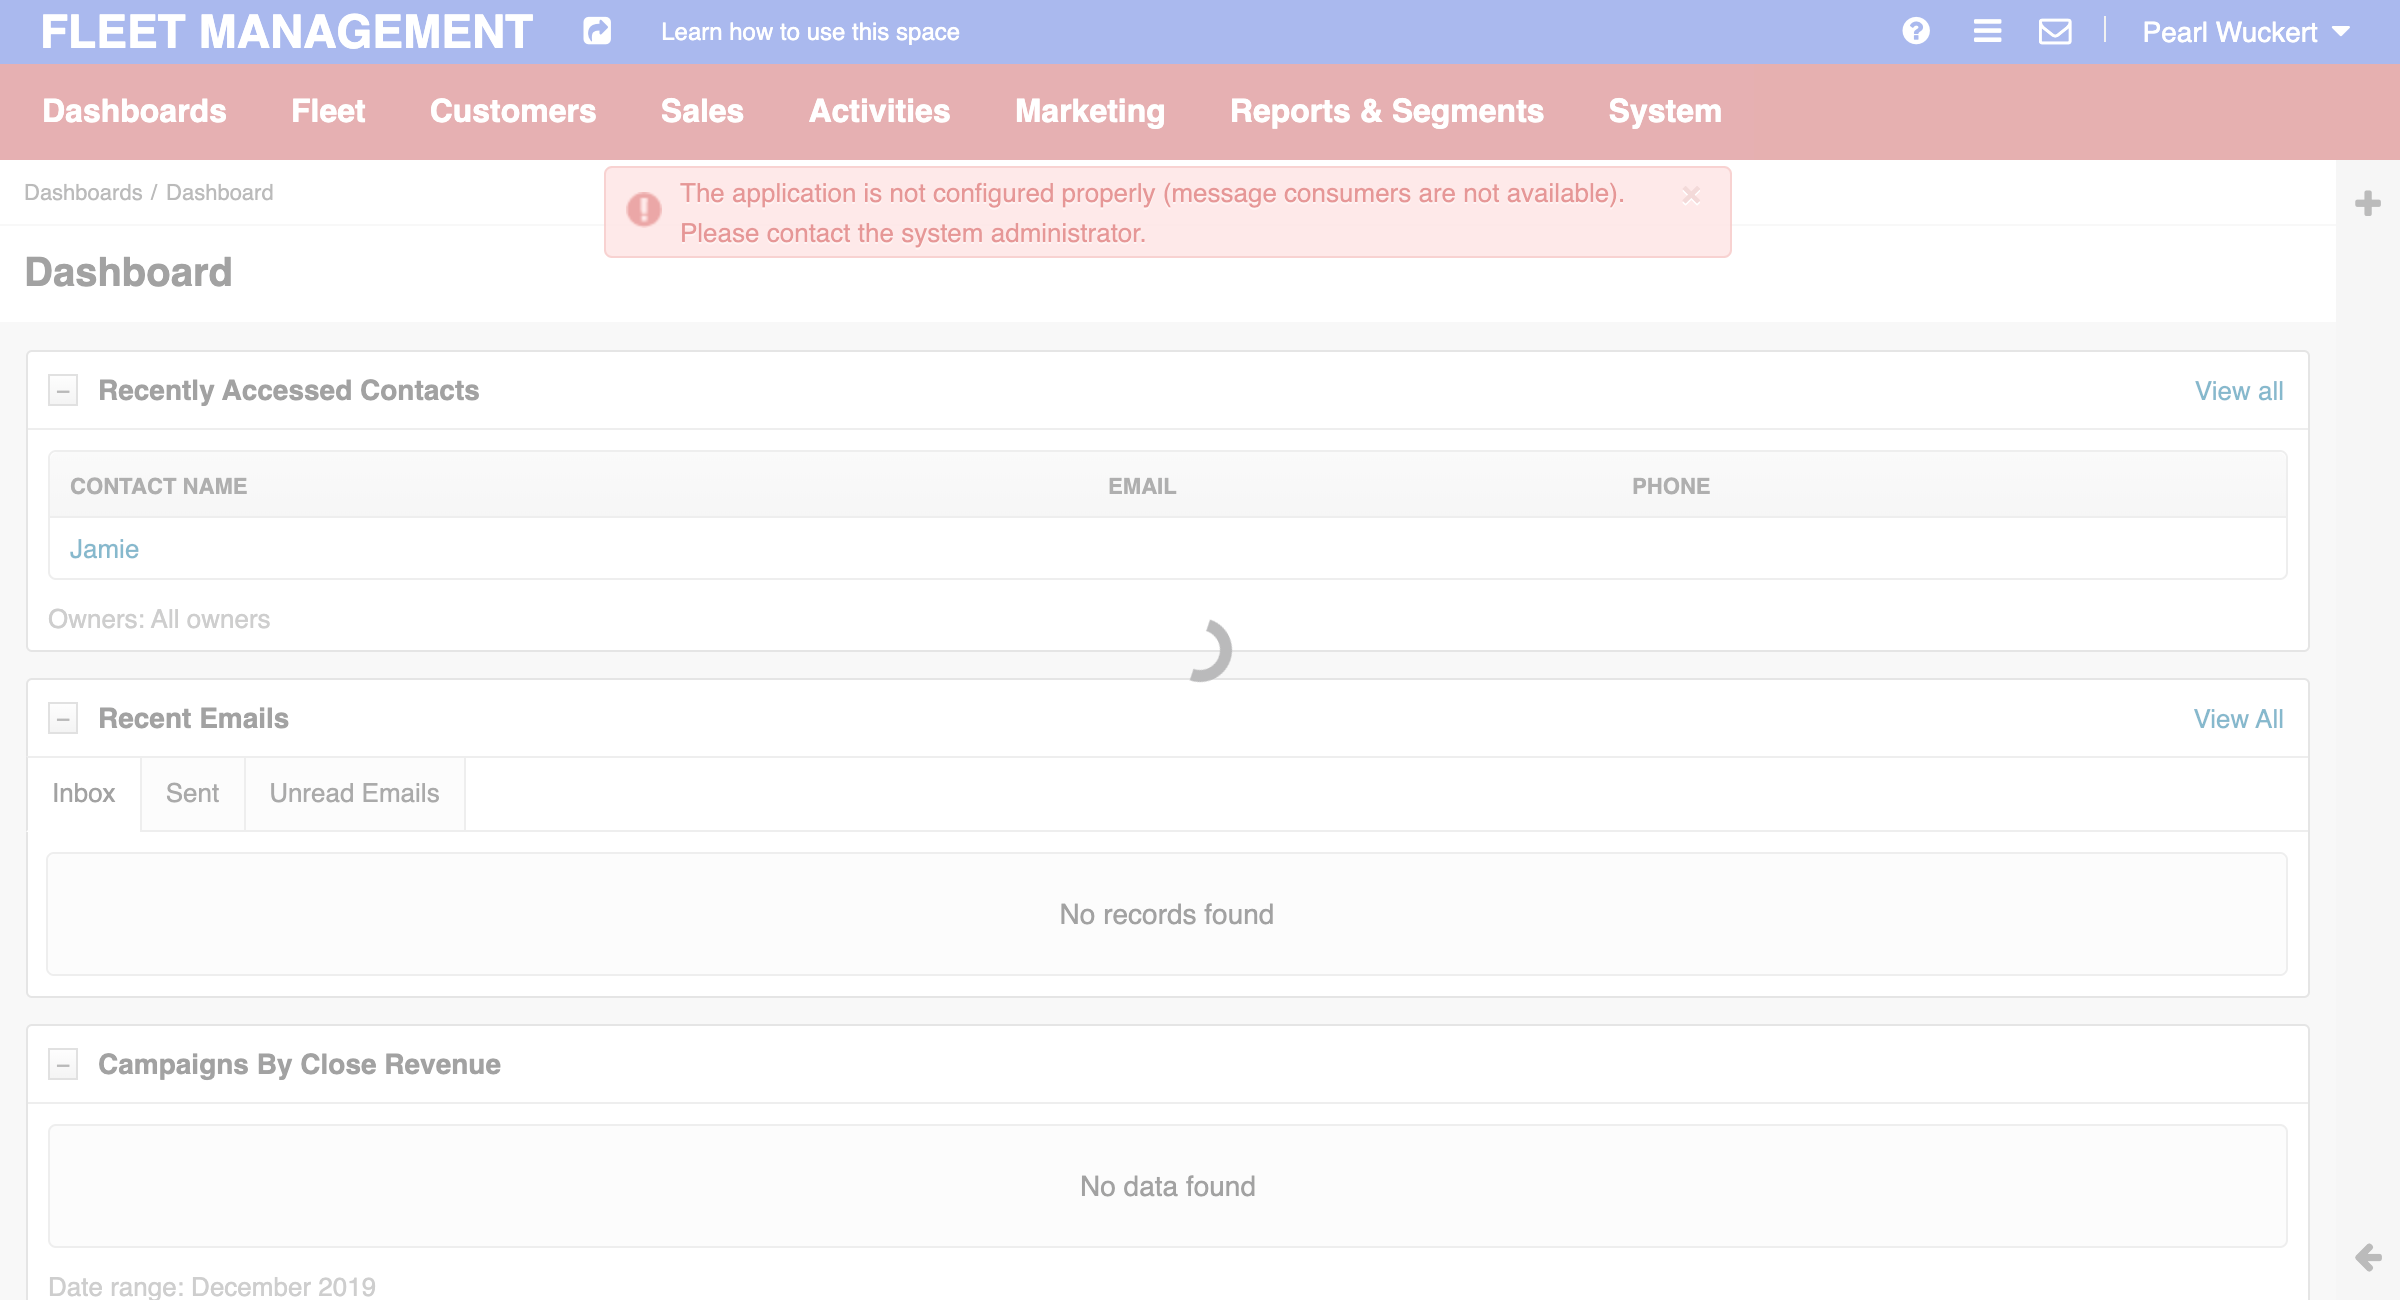 FLEET MANAGEMENT
Learn how to use this space
Pearl Wuckert
Dashboards Fleet Customers Sales Activities Marketing Reports & Segments System
Dashboards / Dashboard
The application is not configured properly (message consumers are not available).
Please contact the system administrator.
Dashboard
Recently Accessed Contacts
View all
CONTACT NAME EMAIL PHONE
Jamie
Owners: All owners
Recent Emails
View All
Inbox Sent Unread Emails
No records found
Campaigns By Close Revenue
No data found
Date range: December 2019